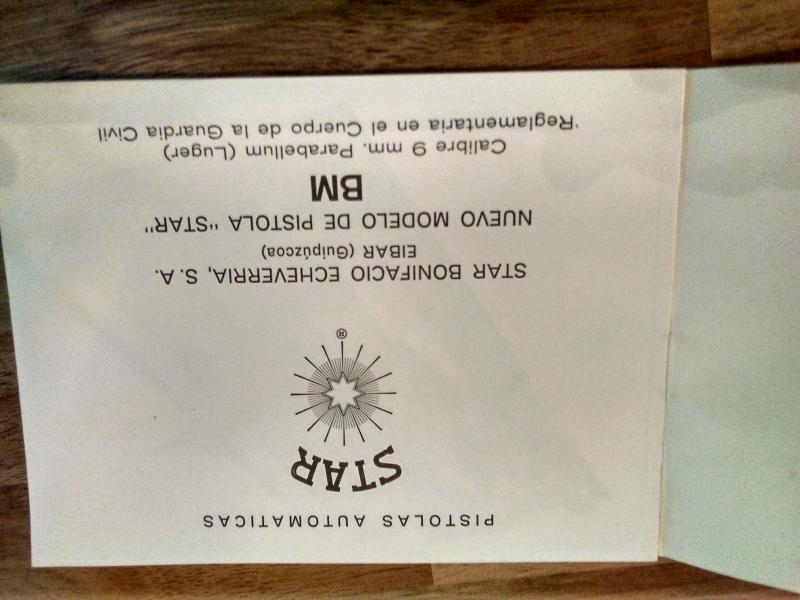 PISTOLAS AUTOMATICAS
STAR
®
STAR BONIFACIO ECHEVERRIA, S. A.
EIBAR (Guipúzcoa)
NUEVO MODELO DE PISTOLA "STAR"
BM
Calibre 9 mm. Parabellum (Luger)
'Reglamentaria en el Cuerpo de la Guardia Civil